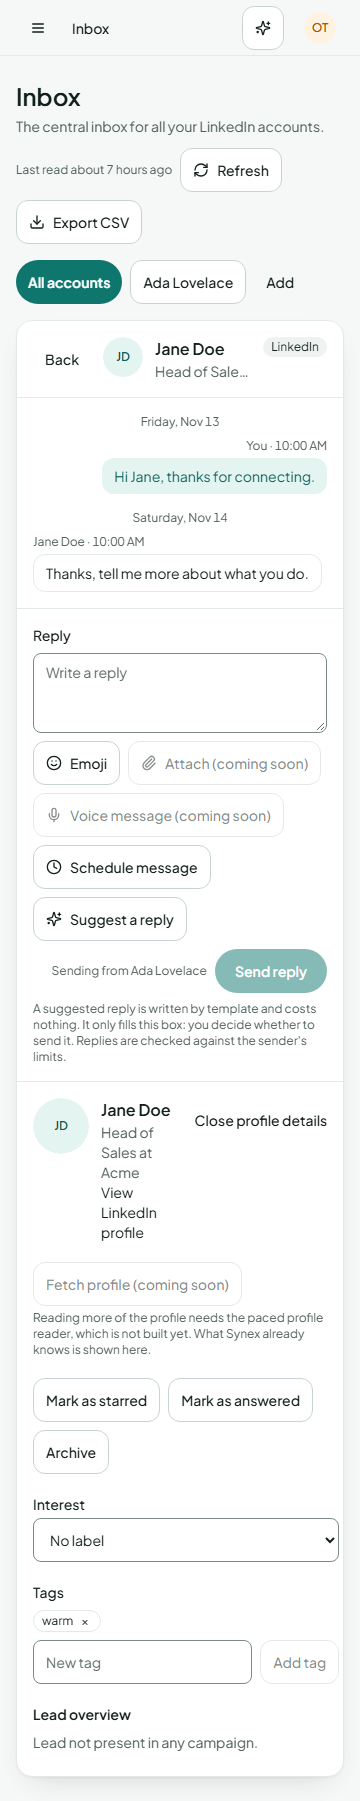 Inbox
OT
Inbox
The central inbox for all your LinkedIn accounts.
Last read about 7 hours ago
Refresh
Export CSV
All accounts
Ada Lovelace
Add
Back
JD
Jane Doe
Head of Sale...
LinkedIn
Friday, Nov 13
You · 10:00 AM
Hi Jane, thanks for connecting.
Saturday, Nov 14
Jane Doe · 10:00 AM
Thanks, tell me more about what you do.
Reply
Write a reply
Emoji
Attach (coming soon)
Voice message (coming soon)
Schedule message
Suggest a reply
Sending from Ada Lovelace
Send reply
A suggested reply is written by template and costs
nothing. It only fills this box: you decide whether to
send it. Replies are checked against the sender's
limits.
JD
Jane Doe
Head of
Sales at
Acme
View
LinkedIn
profile
Close profile details
Fetch profile (coming soon)
Reading more of the profile needs the paced profile
reader, which is not built yet. What Synex already
knows is shown here.
Mark as starred
Mark as answered
Archive
Interest
No label
Tags
warm ×
New tag
Add tag
Lead overview
Lead not present in any campaign.